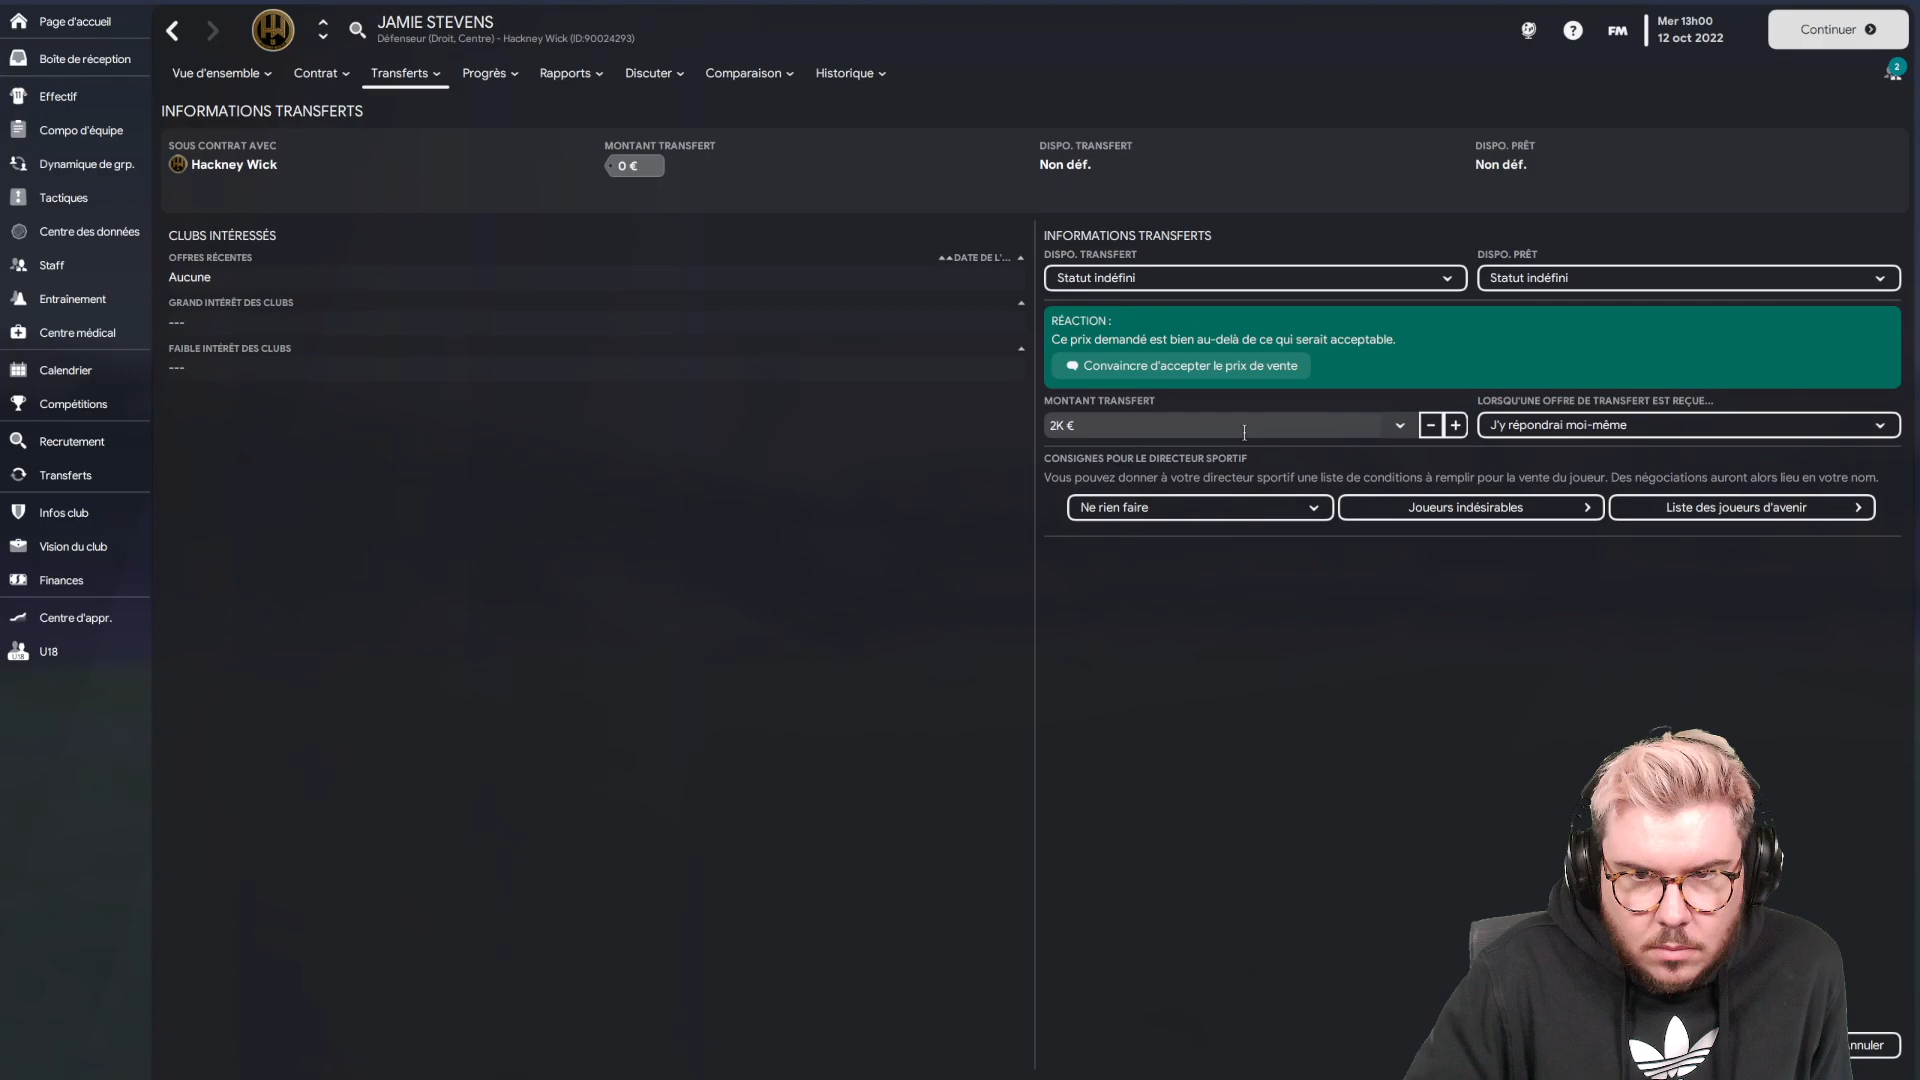 Page d'accueil
Boîte de réception
Effectif
Compo d'équipe
Dynamique de grp.
Tactiques
Centre des données
Staff
Entraînement
Centre médical
Calendrier
Compétitions
Recrutement
Transferts
Infos club
Vision du club
Finances
Centre d'appr.
U18
JAMIE STEVENS
Défenseur (Droit, Centre) - Hackney Wick (ID:90024293)
FM
Mer 13h00
12 oct 2022
Continuer
2
Vue d'ensemble
Contrat
Transferts
Progrès
Rapports
Discuter
Comparaison
Historique
INFORMATIONS TRANSFERTS
SOUS CONTRAT AVEC
Hackney Wick
MONTANT TRANSFERT
0 €
DISPO. TRANSFERT
Non déf.
DISPO. PRÊT
Non déf.
CLUBS INTÉRESSÉS
OFFRES RÉCENTES
DATE DE L'...
Aucune
GRAND INTÉRÊT DES CLUBS
---
FAIBLE INTÉRÊT DES CLUBS
---
INFORMATIONS TRANSFERTS
DISPO. TRANSFERT
Statut indéfini
DISPO. PRÊT
Statut indéfini
RÉACTION :
Ce prix demandé est bien au-delà de ce qui serait acceptable.
Convaincre d'accepter le prix de vente
MONTANT TRANSFERT
2K €
LORSQU'UNE OFFRE DE TRANSFERT EST REÇUE...
J'y répondrai moi-même
CONSIGNES POUR LE DIRECTEUR SPORTIF
Vous pouvez donner à votre directeur sportif une liste de conditions à remplir pour la vente du joueur. Des négociations auront alors lieu en votre nom.
Ne rien faire
Joueurs indésirables
Liste des joueurs d'avenir
nnuler